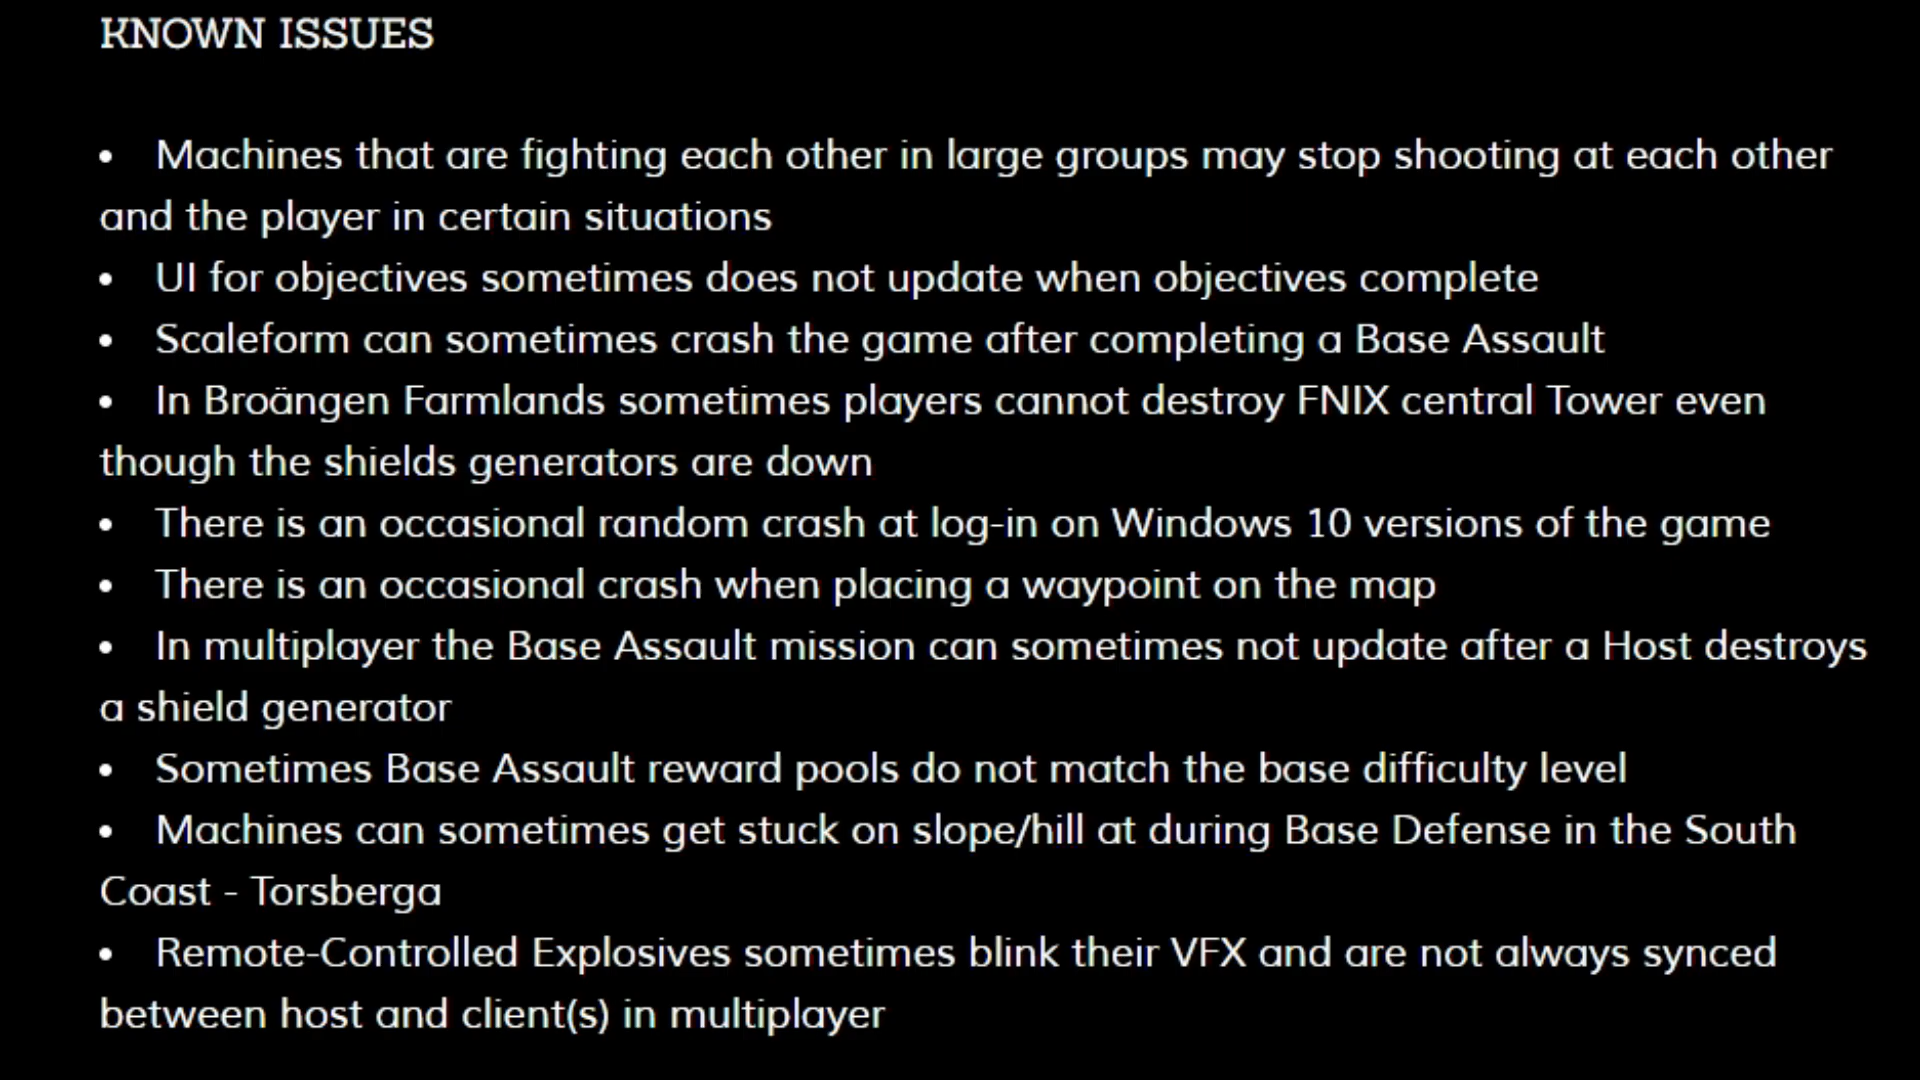 KNOWN ISSUES
• Machines that are fighting each other in large groups may stop shooting at each other
and the player in certain situations
• UI for objectives sometimes does not update when objectives complete
• Scaleform can sometimes crash the game after completing a Base Assault
• In Broängen Farmlands sometimes players cannot destroy FNIX central Tower even
though the shields generators are down
• There is an occasional random crash at log-in on Windows 10 versions of the game
• There is an occasional crash when placing a waypoint on the map
• In multiplayer the Base Assault mission can sometimes not update after a Host destroys
a shield generator
• Sometimes Base Assault reward pools do not match the base difficulty level
• Machines can sometimes get stuck on slope/hill at during Base Defense in the South
Coast - Torsberga
• Remote-Controlled Explosives sometimes blink their VFX and are not always synced
between host and client(s) in multiplayer